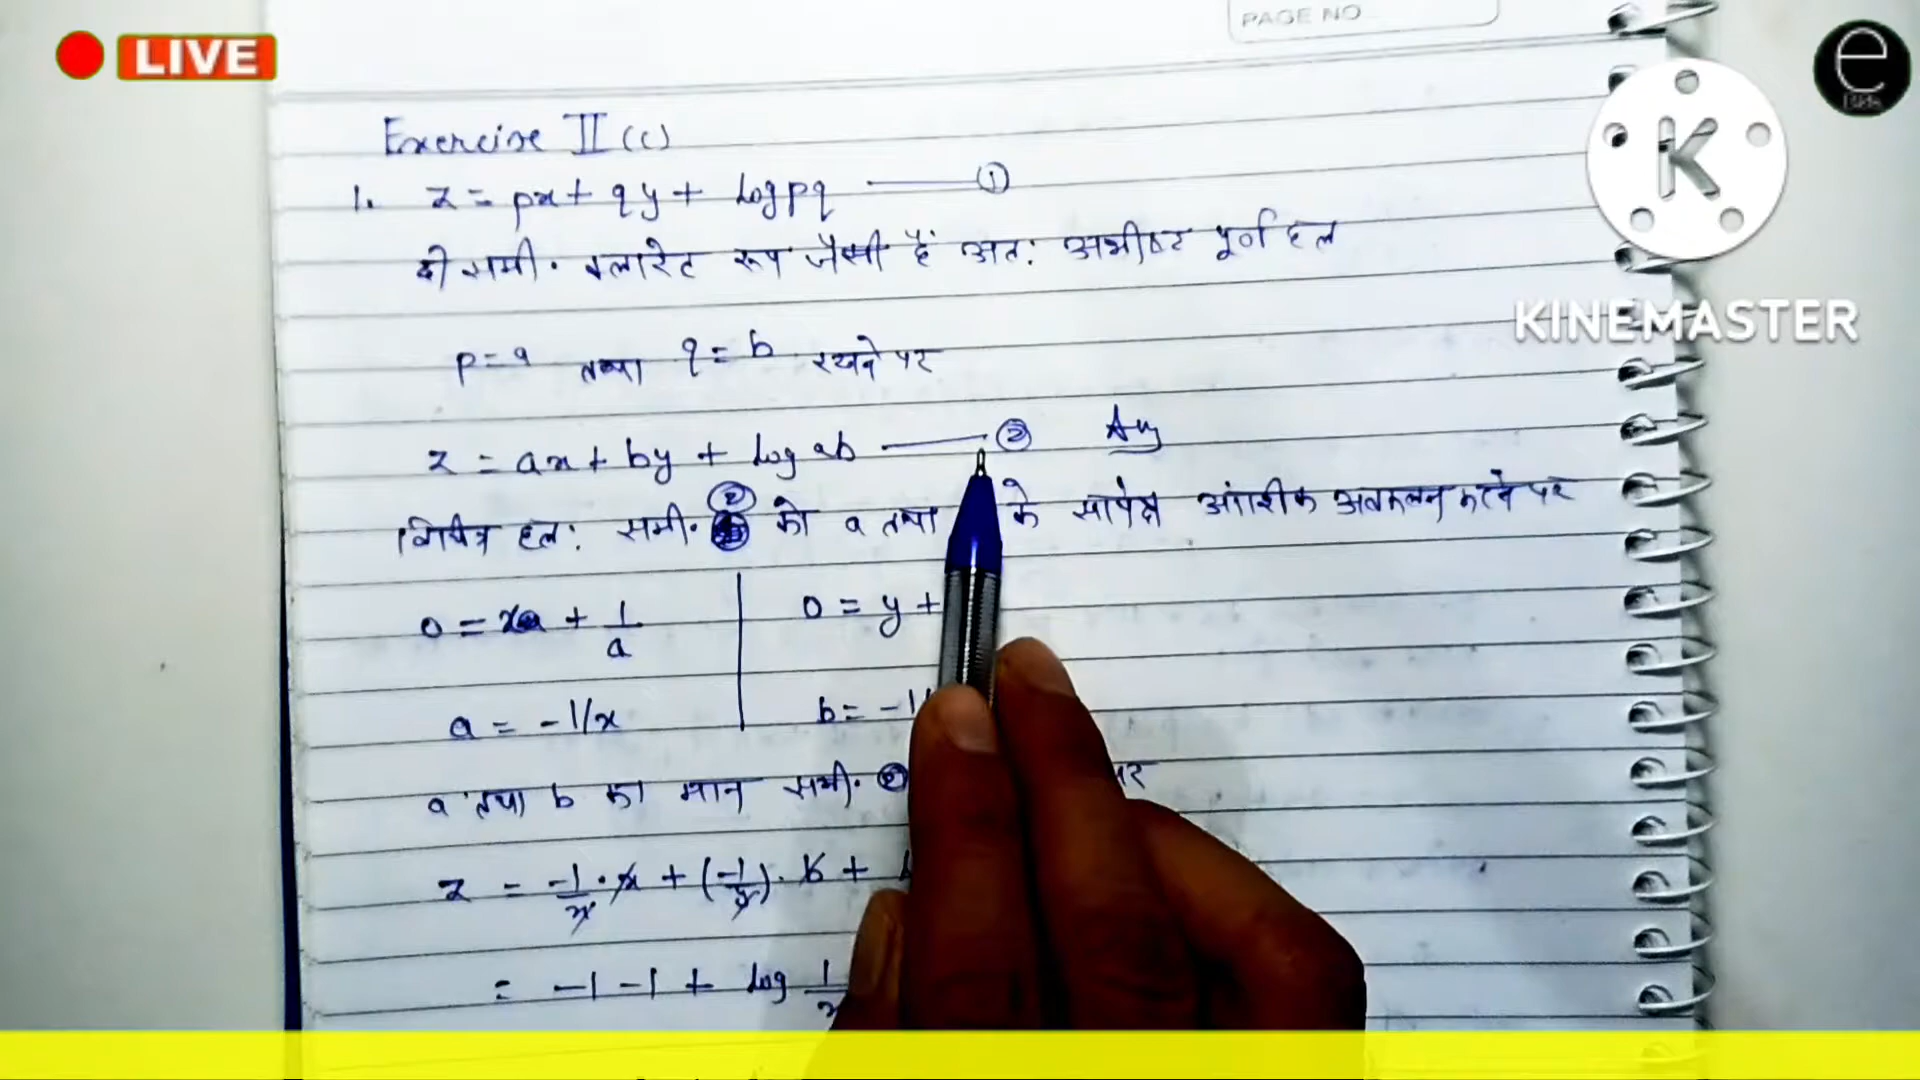 PAGE NO
LIVE
e
K
KINEMASTER
Exercise II (c)
1. z = px + qy + log pq ——— ①
दी समी. क्लारेट रूप जैसी है अत: अभीष्ट पूर्ण हल
p = a तथा q = b रखने पर
z = ax + by + log ab ——— ② Ans
विचित्र हल: समी. ② को a तथा के सापेक्ष आंशीक अवकलन करने पर
0 = x + 1/a | 0 = y +
a = -1/x | b = -1/
a तथा b का मान समी. ② पर
z = -1/x · x + (-1/y) · b +
= -1 -1 + log 1/x